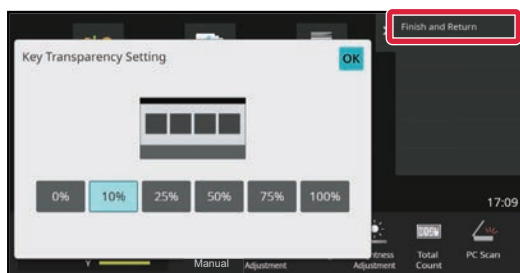 Finish and Return
Key Transparency Setting
OK
0%
10%
25%
50%
75%
100%
17:09
Y
Manual
Adjustment
Adjustment
Total
Count
PC Scan